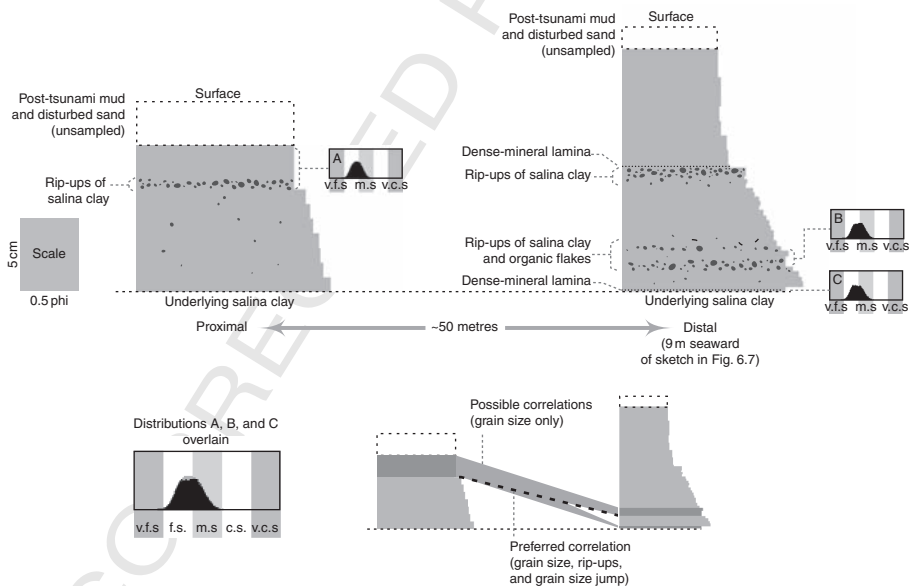 Post-tsunami mud
and disturbed sand
(unsampled)
Surface
Post-tsunami mud
and disturbed sand
(unsampled)
Surface
A
v.f.s m.s v.c.s
Rip-ups of
salina clay
Dense-mineral lamina
Rip-ups of salina clay
5 cm
Scale
0.5 phi
Rip-ups of salina clay
and organic flakes
Dense-mineral lamina
B
v.f.s m.s v.c.s
C
v.f.s m.s v.c.s
Underlying salina clay
Underlying salina clay
Proximal
~50 metres
Distal
(9 m seaward
of sketch in Fig. 6.7)
Distributions A, B, and C
overlain
v.f.s f.s. m.s c.s. v.c.s
Possible correlations
(grain size only)
Preferred correlation
(grain size, rip-ups,
and grain size jump)